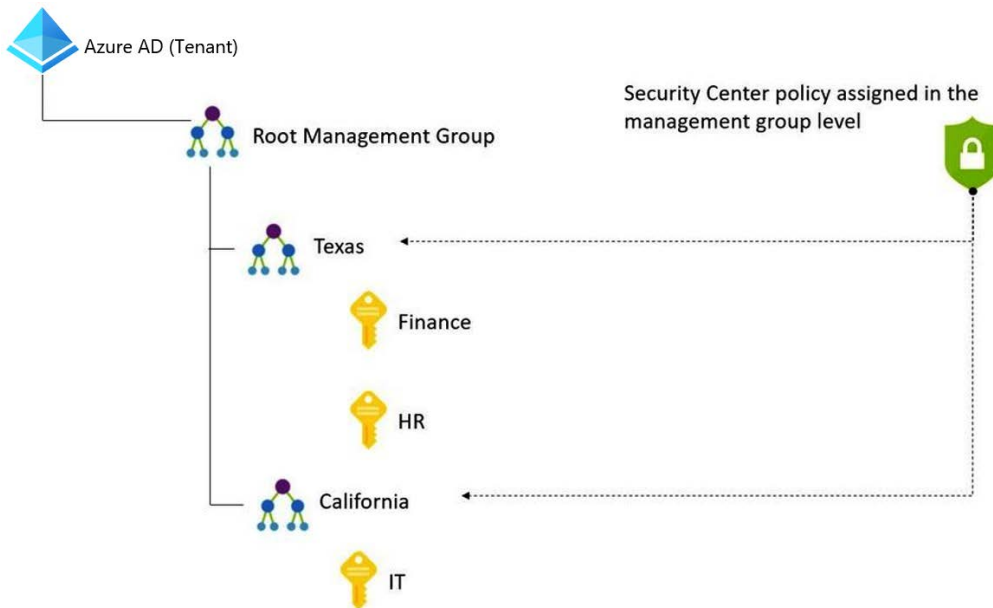 Azure AD (Tenant)
Security Center policy assigned in the
management group level
Root Management Group
Texas
Finance
HR
California
IT